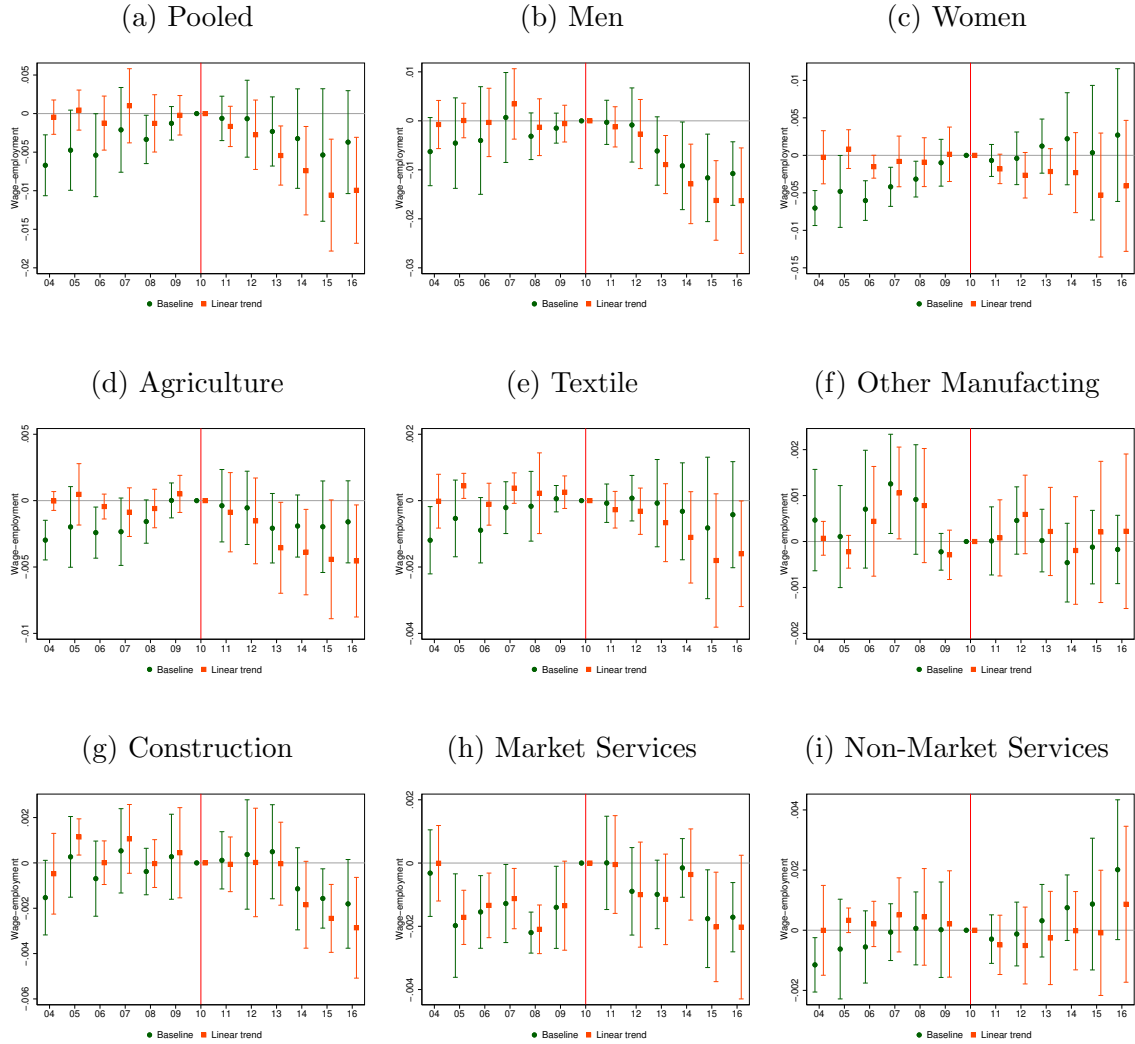 (a) Pooled
(b) Men
(c) Women
Wage−employment
−.02 −.01 −.005 0 .005
04 05 06 07 08 09 10 11 12 13 14 15 16
Baseline Linear trend
Wage−employment
−.03 −.02 −.01 0 .01
04 05 06 07 08 09 10 11 12 13 14 15 16
Baseline Linear trend
Wage−employment
−.015 −.01 −.005 0 .005 .01
04 05 06 07 08 09 10 11 12 13 14 15 16
Baseline Linear trend
(d) Agriculture
(e) Textile
(f) Other Manufacting
Wage−employment
−.01 −.005 0 .005
04 05 06 07 08 09 10 11 12 13 14 15 16
Baseline Linear trend
Wage−employment
−.004 −.002 0 .002
04 05 06 07 08 09 10 11 12 13 14 15 16
Baseline Linear trend
Wage−employment
−.002 −.001 0 .001 .002
04 05 06 07 08 09 10 11 12 13 14 15 16
Baseline Linear trend
(g) Construction
(h) Market Services
(i) Non-Market Services
Wage−employment
−.006 −.004 −.002 0 .002
04 05 06 07 08 09 10 11 12 13 14 15 16
Baseline Linear trend
Wage−employment
−.004 −.002 0 .002
04 05 06 07 08 09 10 11 12 13 14 15 16
Baseline Linear trend
Wage−employment
−.002 0 .002 .004
04 05 06 07 08 09 10 11 12 13 14 15 16
Baseline Linear trend